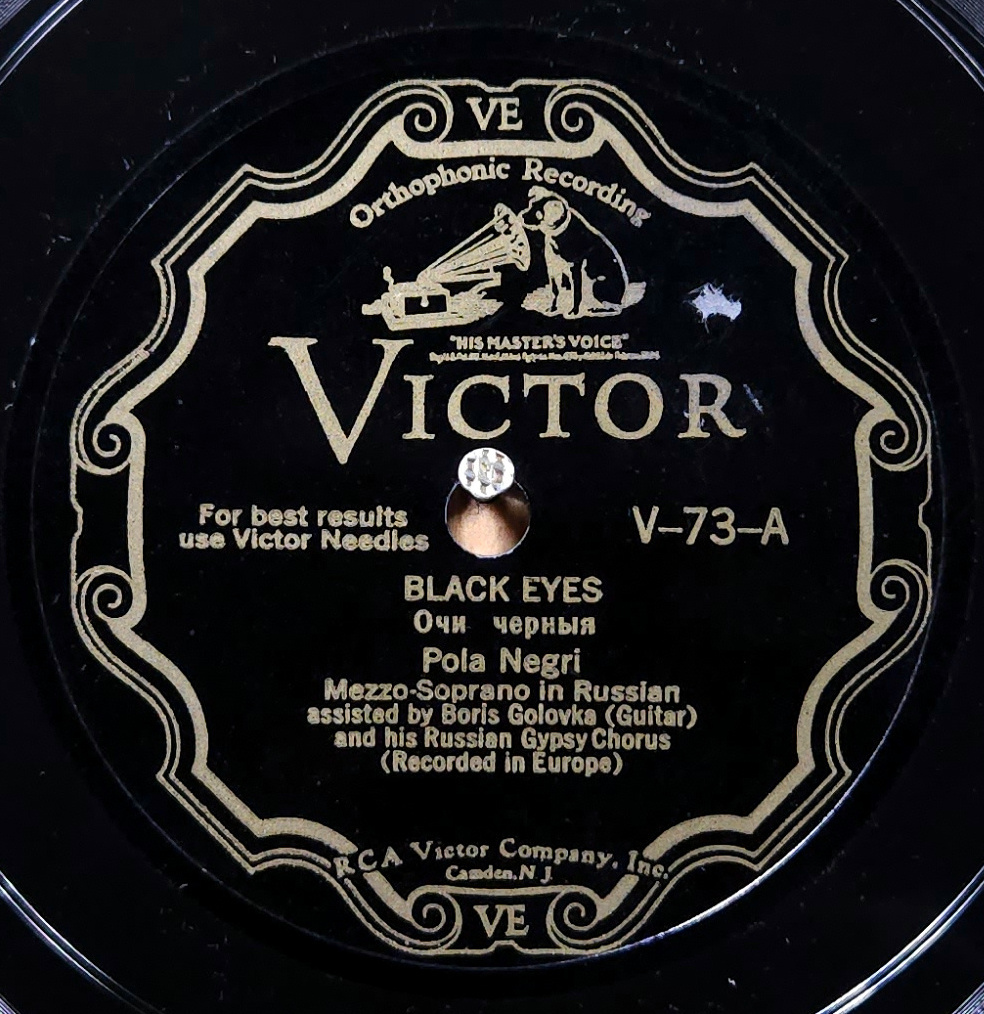 VE
Orthophonic Recording
"HIS MASTER'S VOICE"
VICTOR
For best results
use Victor Needles
V-73-A
BLACK EYES
Очи черныя
Pola Negri
Mezzo-Soprano in Russian
assisted by Boris Golovka (Guitar)
and his Russian Gypsy Chorus
(Recorded in Europe)
RCA Victor Company, Inc.
Camden, N J
VE